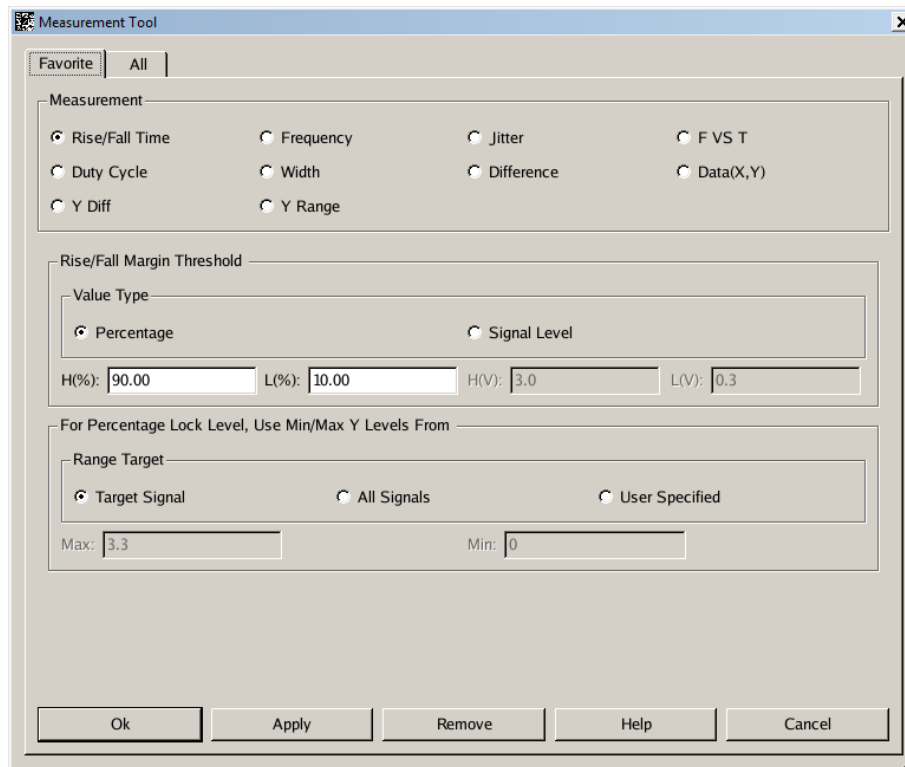 Measurement Tool
Favorite All
Measurement
Rise/Fall Time Frequency Jitter F VS T
Duty Cycle Width Difference Data(X,Y)
Y Diff Y Range
Rise/Fall Margin Threshold
Value Type
Percentage Signal Level
H(%): 90.00 L(%): 10.00 H(V): 3.0 L(V): 0.3
For Percentage Lock Level, Use Min/Max Y Levels From
Range Target
Target Signal All Signals User Specified
Max: 3.3 Min: 0
Ok Apply Remove Help Cancel